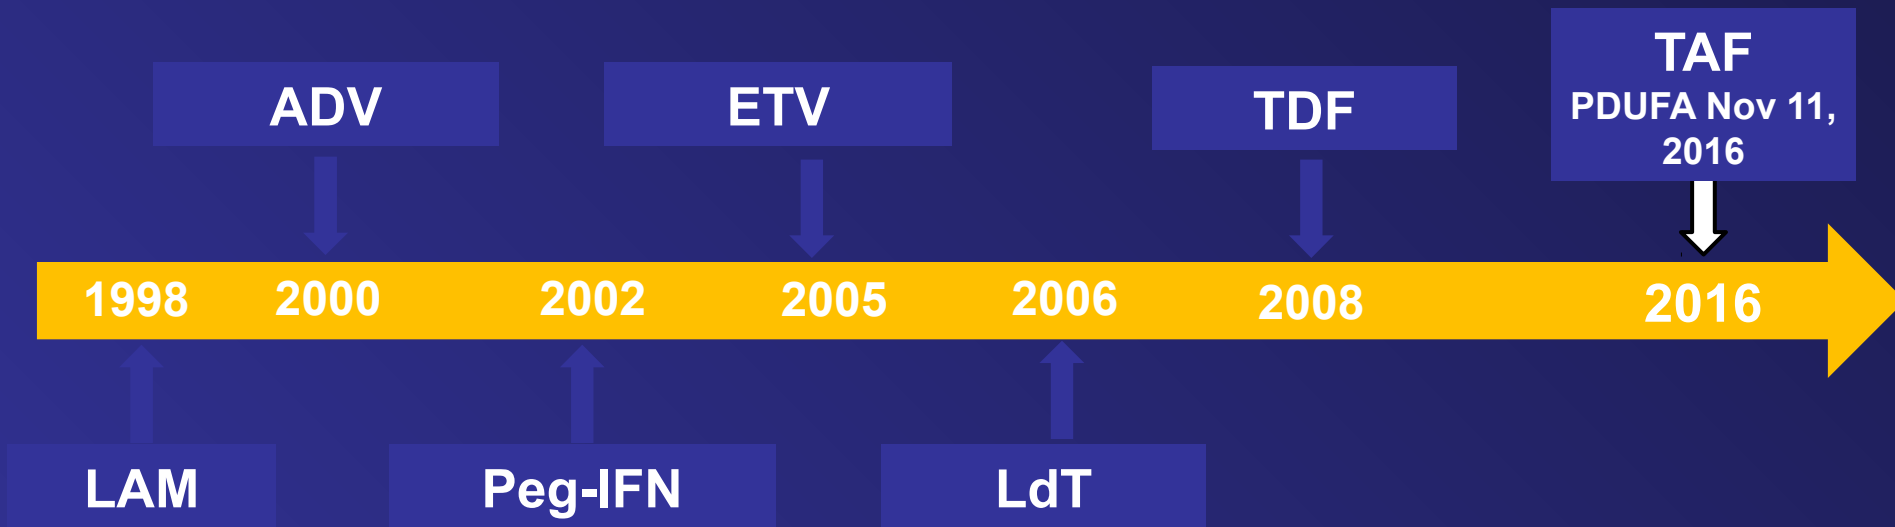 ADV
ETV
TDF
TAF
PDUFA Nov 11,
2016
1998 2000 2002 2005 2006 2008 2016
LAM
Peg-IFN
LdT